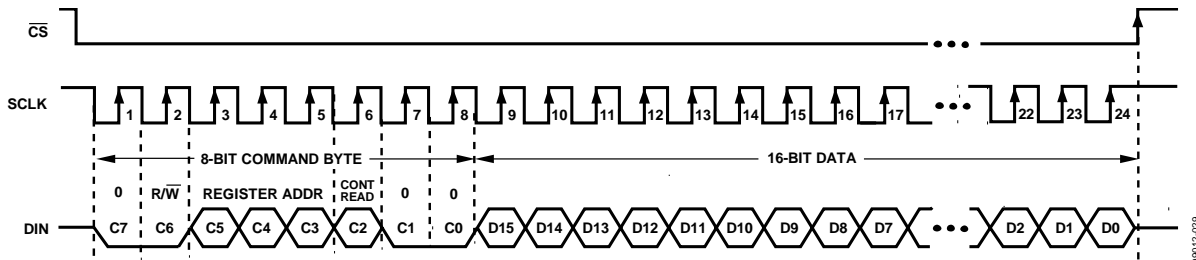 CS
SCLK 1 2 3 4 5 6 7 8 9 10 11 12 13 14 15 16 17 22 23 24
8-BIT COMMAND BYTE 16-BIT DATA
0 R/W REGISTER ADDR CONT READ 0 0
DIN C7 C6 C5 C4 C3 C2 C1 C0 D15 D14 D13 D12 D11 D10 D9 D8 D7 D2 D1 D0